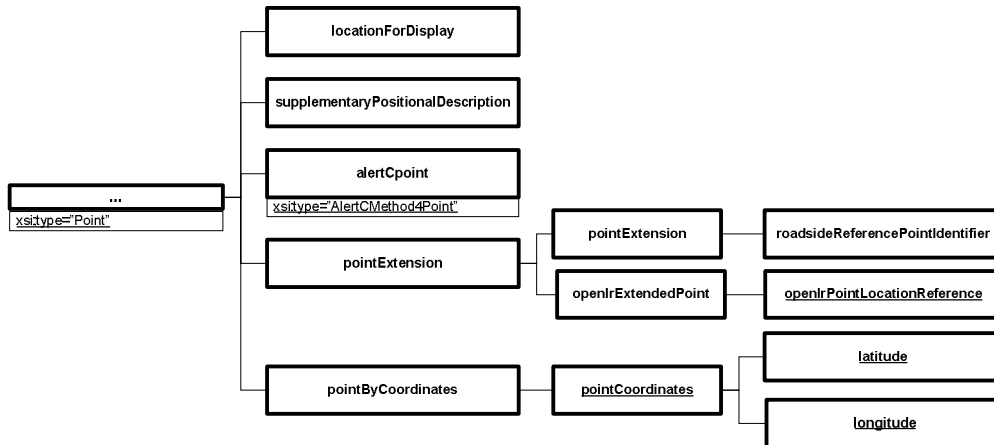 locationForDisplay
supplementaryPositionalDescription
alertCpoint
xsi:type="AlertCMethod4Point"
...
xsi:type="Point"
pointExtension
pointExtension
roadsideReferencePointIdentifier
openlrExtendedPoint
openlrPointLocationReference
pointByCoordinates
pointCoordinates
latitude
longitude